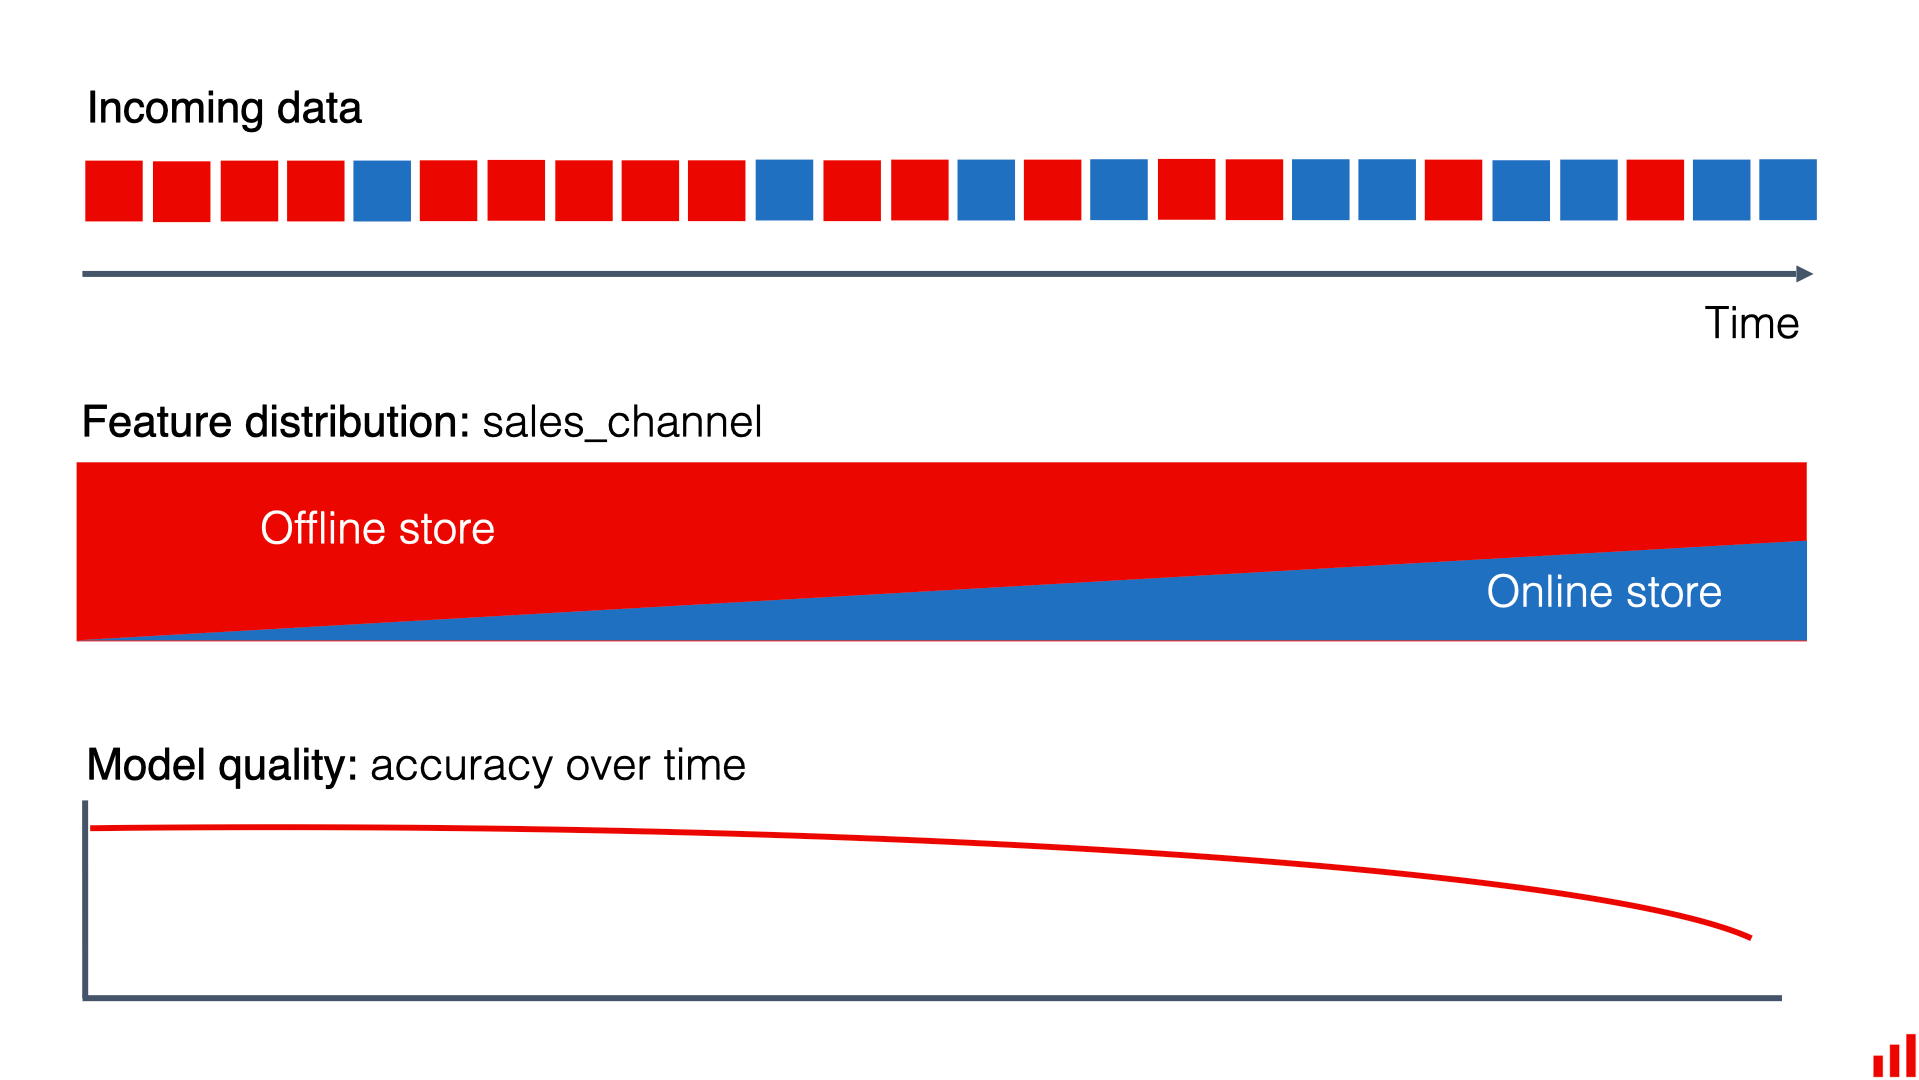 Incoming data
Time
Feature distribution: sales_channel
Offline store
Online store
Model quality: accuracy over time